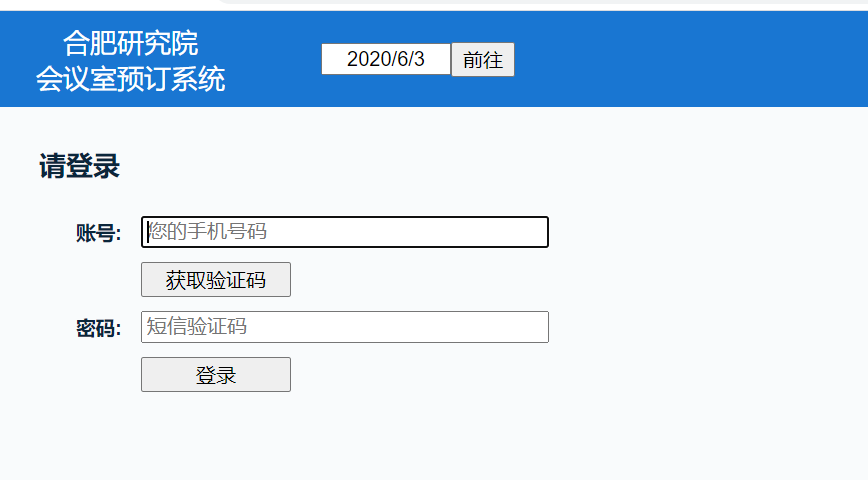 合肥研究院
会议室预订系统
2020/6/3 前往
请登录
账号: 您的手机号码
获取验证码
密码: 短信验证码
登录